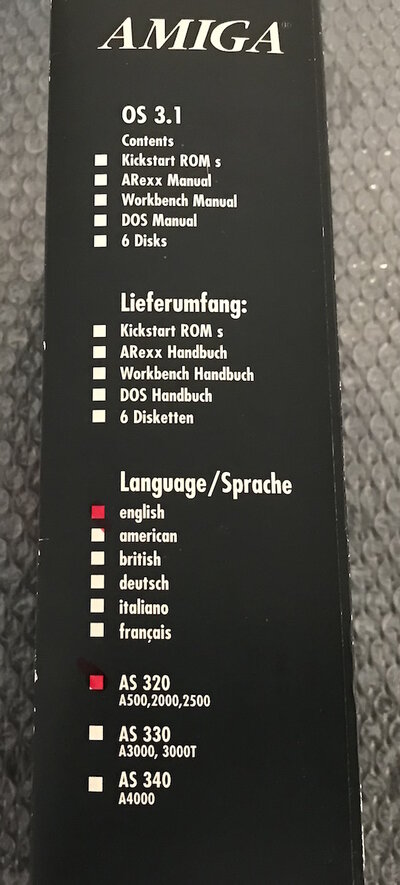 AMIGA®
OS 3.1
Contents
Kickstart ROM s
ARexx Manual
Workbench Manual
DOS Manual
6 Disks
Lieferumfang:
Kickstart ROM s
ARexx Handbuch
Workbench Handbuch
DOS Handbuch
6 Disketten
Language/Sprache
english
american
british
deutsch
italiano
français
AS 320
A500,2000,2500
AS 330
A3000, 3000T
AS 340
A4000